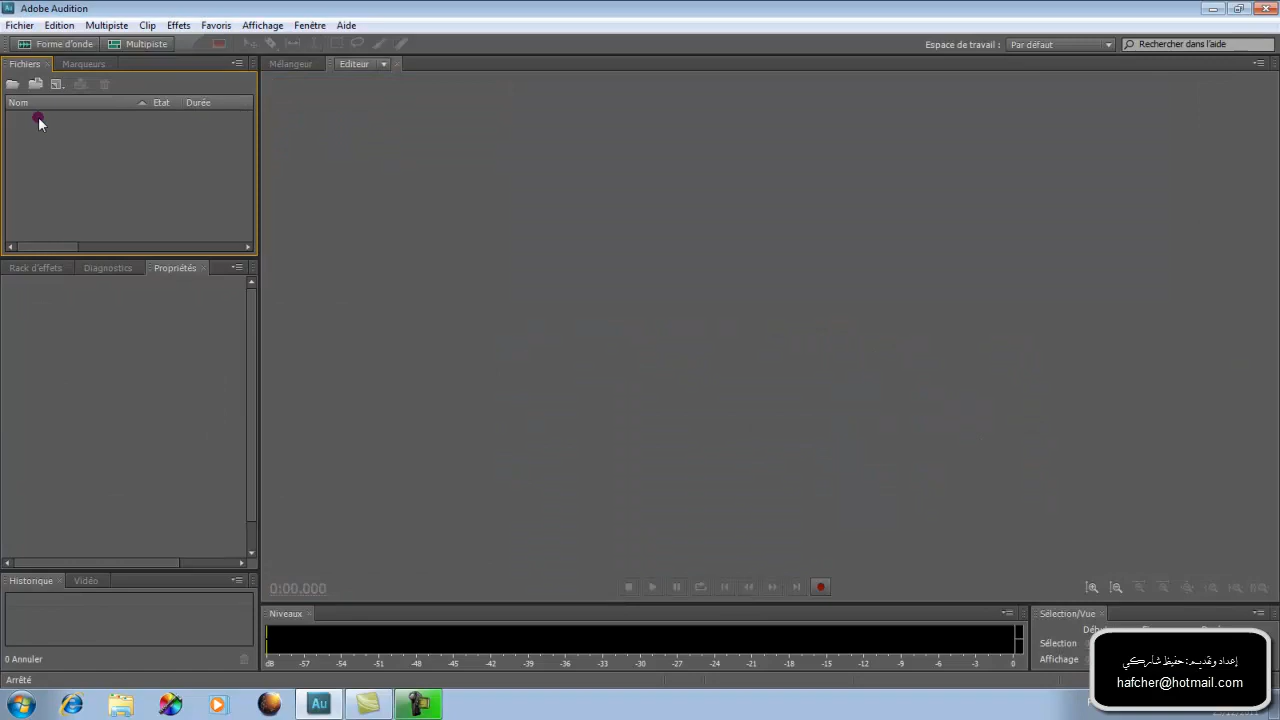 Adobe Audition
Fichier Edition Multipiste Clip Effets Favoris Affichage Fenêtre Aide
Forme d'onde Multipiste Espace de travail : Par défaut Rechercher dans l'aide
Fichiers Marqueurs Mélangeur Editeur
Nom Etat Durée
Rack d'effets Diagnostics Propriétés
Historique Vidéo
0:00.000
Niveaux Sélection/Vue
Sélection
dB -57 -54 -51 -48 -45 -42 -39 -36 -33 -30 -27 -24 -21 -18 -15 -12 -9 -6 -3 0
Affichage
0 Annuler
Arrêté
إعداد وتقديم: حفيظ شاركي
hafcher@hotmail.com
Au